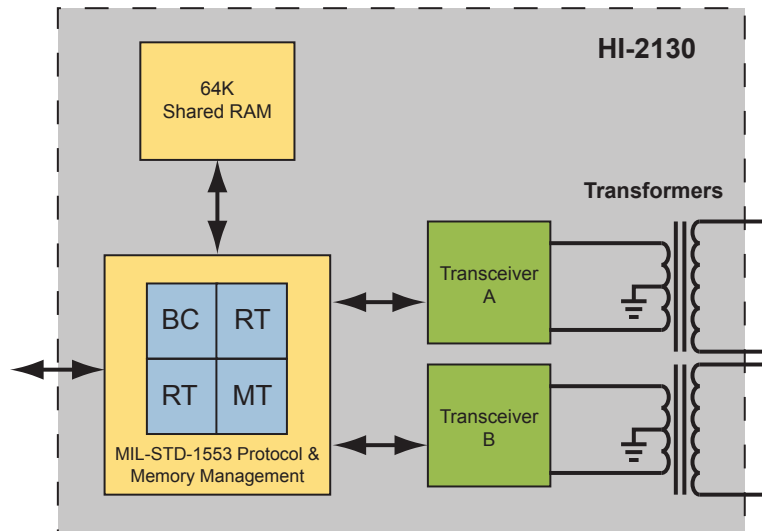 HI-2130
64K
Shared RAM
Transformers
Transceiver
A
BC
RT
RT
MT
MIL-STD-1553 Protocol &
Memory Management
Transceiver
B